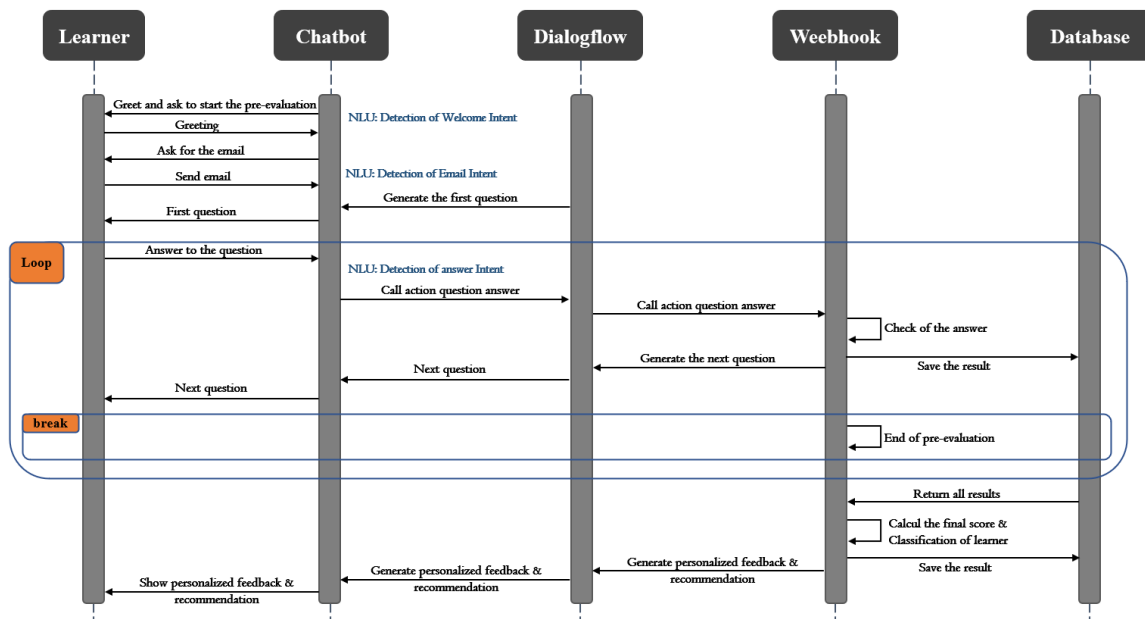 Learner
Chatbot
Dialogflow
Weebhook
Database
Greet and ask to start the pre-evaluation
NLU: Detection of Welcome Intent
Greeting
Ask for the email
NLU: Detection of Email Intent
Send email
Generate the first question
First question
Loop
Answer to the question
NLU: Detection of answer Intent
Call action question answer
Call action question answer
Check of the answer
Generate the next question
Save the result
Next question
Next question
break
End of pre-evaluation
Return all results
Calcul the final score &
Classification of learner
Save the result
Generate personalized feedback &
recommendation
Generate personalized feedback &
recommendation
Show personalized feedback &
recommendation